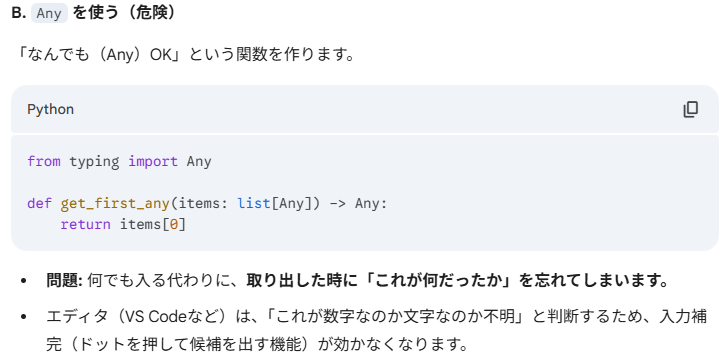 B. Any を使う（危険）
「なんでも（Any）OK」という関数を作ります。
Python
from typing import Any
def get_first_any(items: list[Any]) -> Any:
    return items[0]
• 問題: 何でも入る代わりに、取り出した時に「これが何だったか」を忘れてしまいます。
• エディタ（VS Codeなど）は、「これが数字なのか文字なのか不明」と判断するため、入力補
完（ドットを押して候補を出す機能）が効かなくなります。